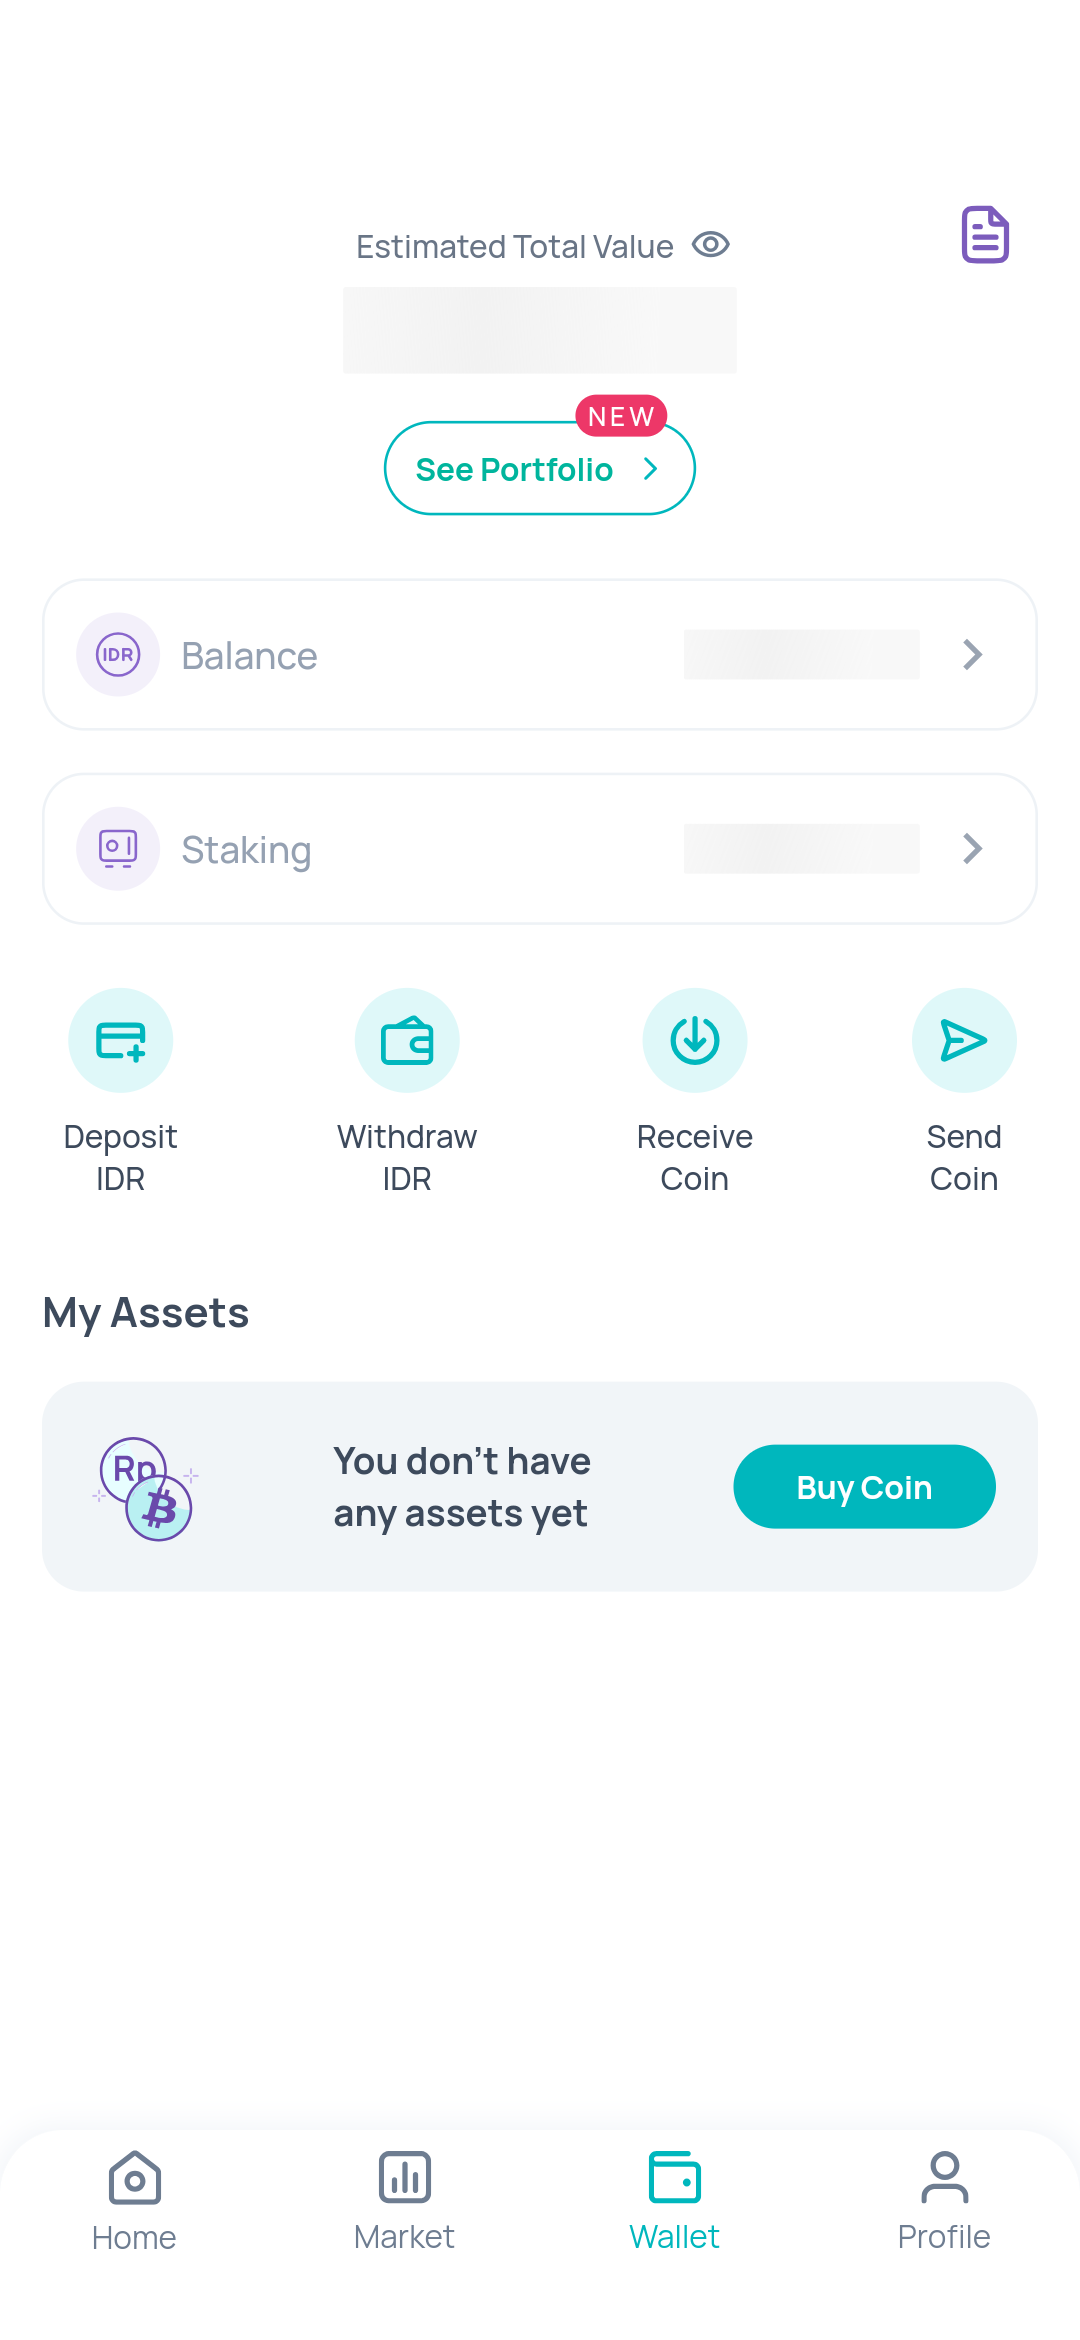 Estimated Total Value
NEW
See Portfolio
IDR
Balance
Staking
Deposit
IDR
Withdraw
IDR
Receive
Coin
Send
Coin
My Assets
Rp
You don't have
any assets yet
Buy Coin
Home
Market
Wallet
Profile